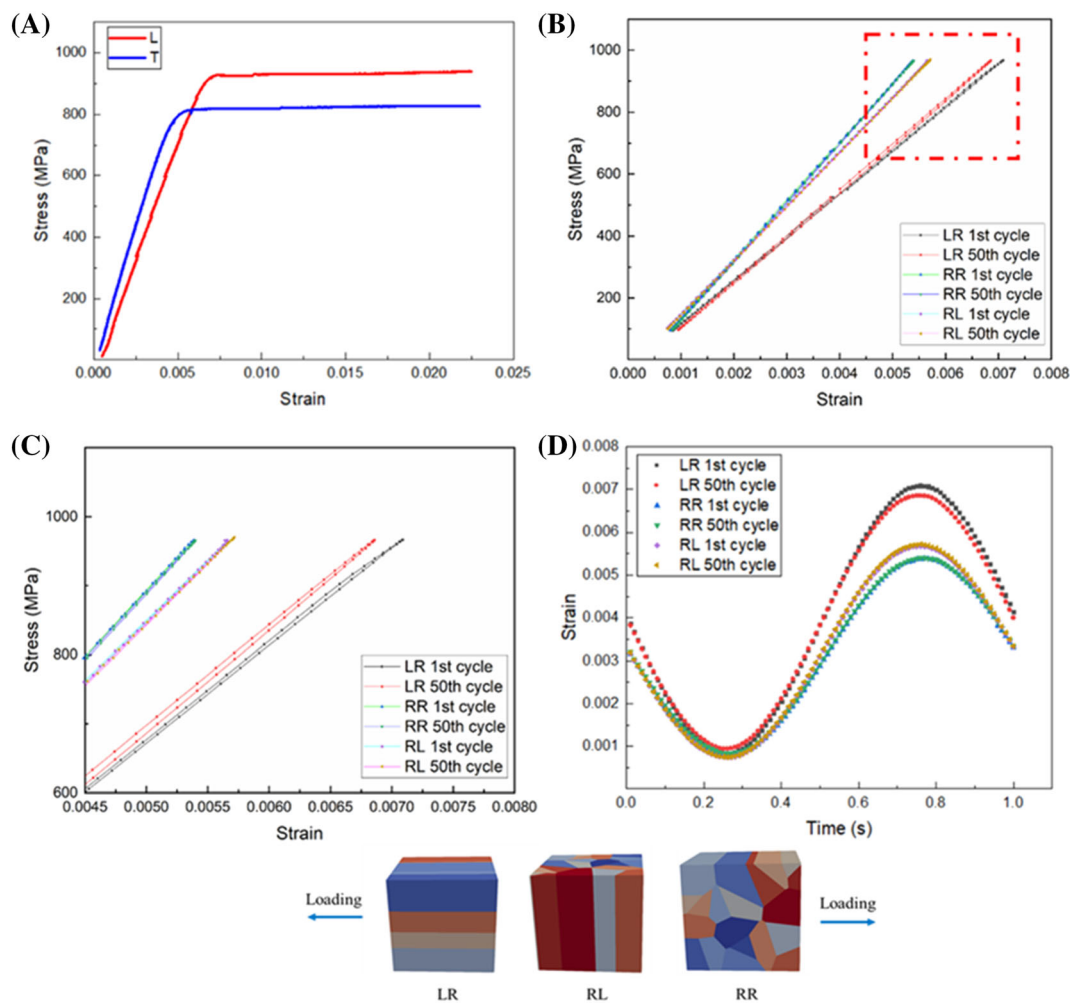 (A)
L
T
1000
800
600
400
200
Stress (MPa)
0.000 0.005 0.010 0.015 0.020 0.025
Strain
(B)
1000
800
600
400
200
Stress (MPa)
LR 1st cycle
LR 50th cycle
RR 1st cycle
RR 50th cycle
RL 1st cycle
RL 50th cycle
0.000 0.001 0.002 0.003 0.004 0.005 0.006 0.007 0.008
Strain
(C)
1000
800
600
Stress (MPa)
LR 1st cycle
LR 50th cycle
RR 1st cycle
RR 50th cycle
RL 1st cycle
RL 50th cycle
0.0045 0.0050 0.0055 0.0060 0.0065 0.0070 0.0075 0.0080
Strain
(D)
0.008
0.007
0.006
0.005
0.004
0.003
0.002
0.001
Strain
LR 1st cycle
LR 50th cycle
RR 1st cycle
RR 50th cycle
RL 1st cycle
RL 50th cycle
0.0 0.2 0.4 0.6 0.8 1.0
Time (s)
Loading
Loading
LR RL RR